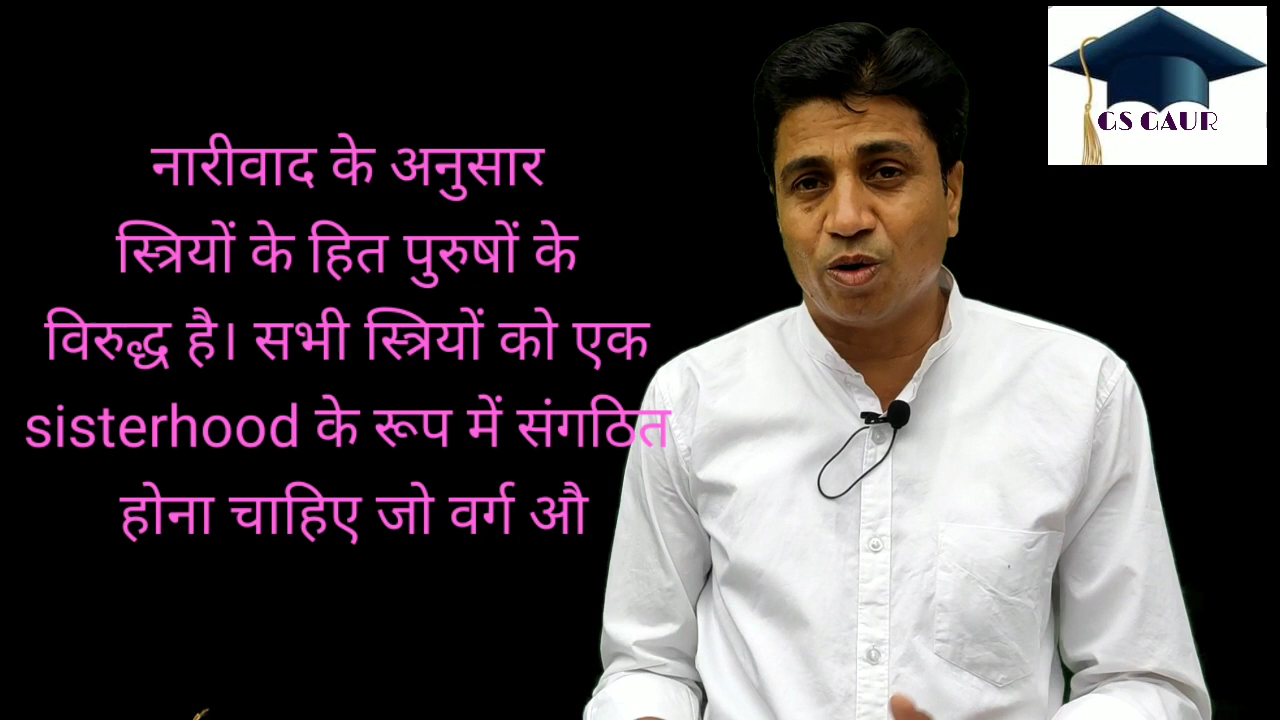 GS GAUR
नारीवाद के अनुसार
स्त्रियों के हित पुरुषों के
विरुद्ध है। सभी स्त्रियों को एक
sisterhood के रूप में संगठित
होना चाहिए जो वर्ग औ